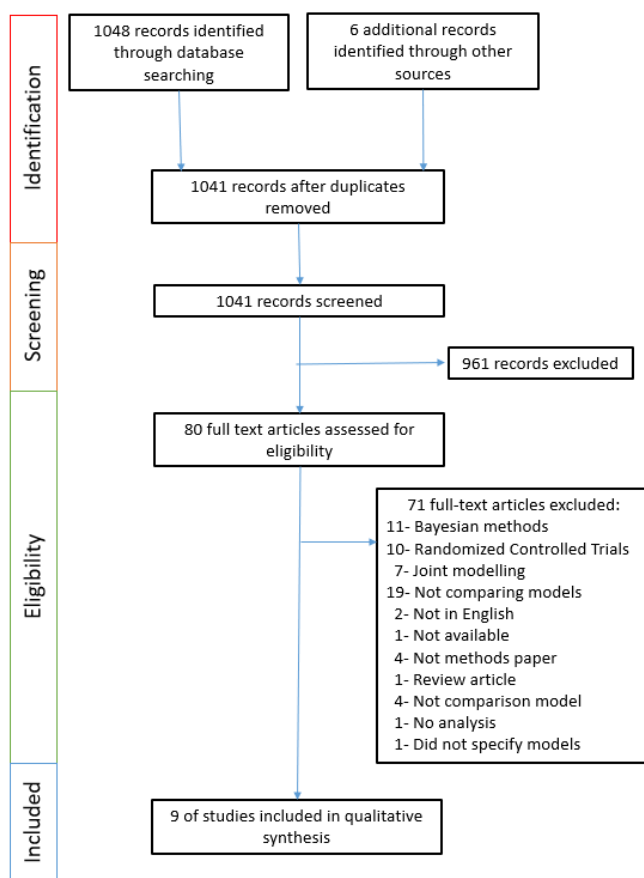 Identification
1048 records identified
through database
searching
6 additional records
identified through other
sources
1041 records after duplicates
removed
Screening
1041 records screened
961 records excluded
Eligibility
80 full text articles assessed for
eligibility
71 full-text articles excluded:
11- Bayesian methods
10- Randomized Controlled Trials
7- Joint modelling
19- Not comparing models
2- Not in English
1- Not available
4- Not methods paper
1- Review article
4- Not comparison model
1- No analysis
1- Did not specify models
Included
9 of studies included in qualitative
synthesis